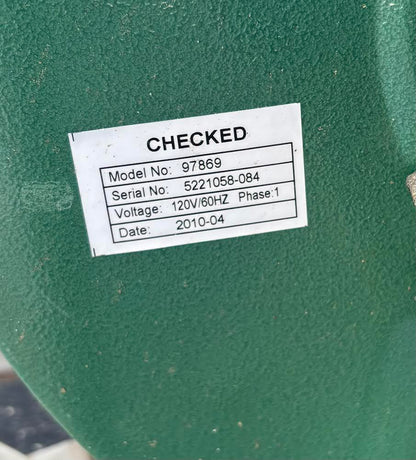 CHECKED
Model No: 97869
Serial No: 5221058-084
Voltage: 120V/60HZ Phase:1
Date: 2010-04